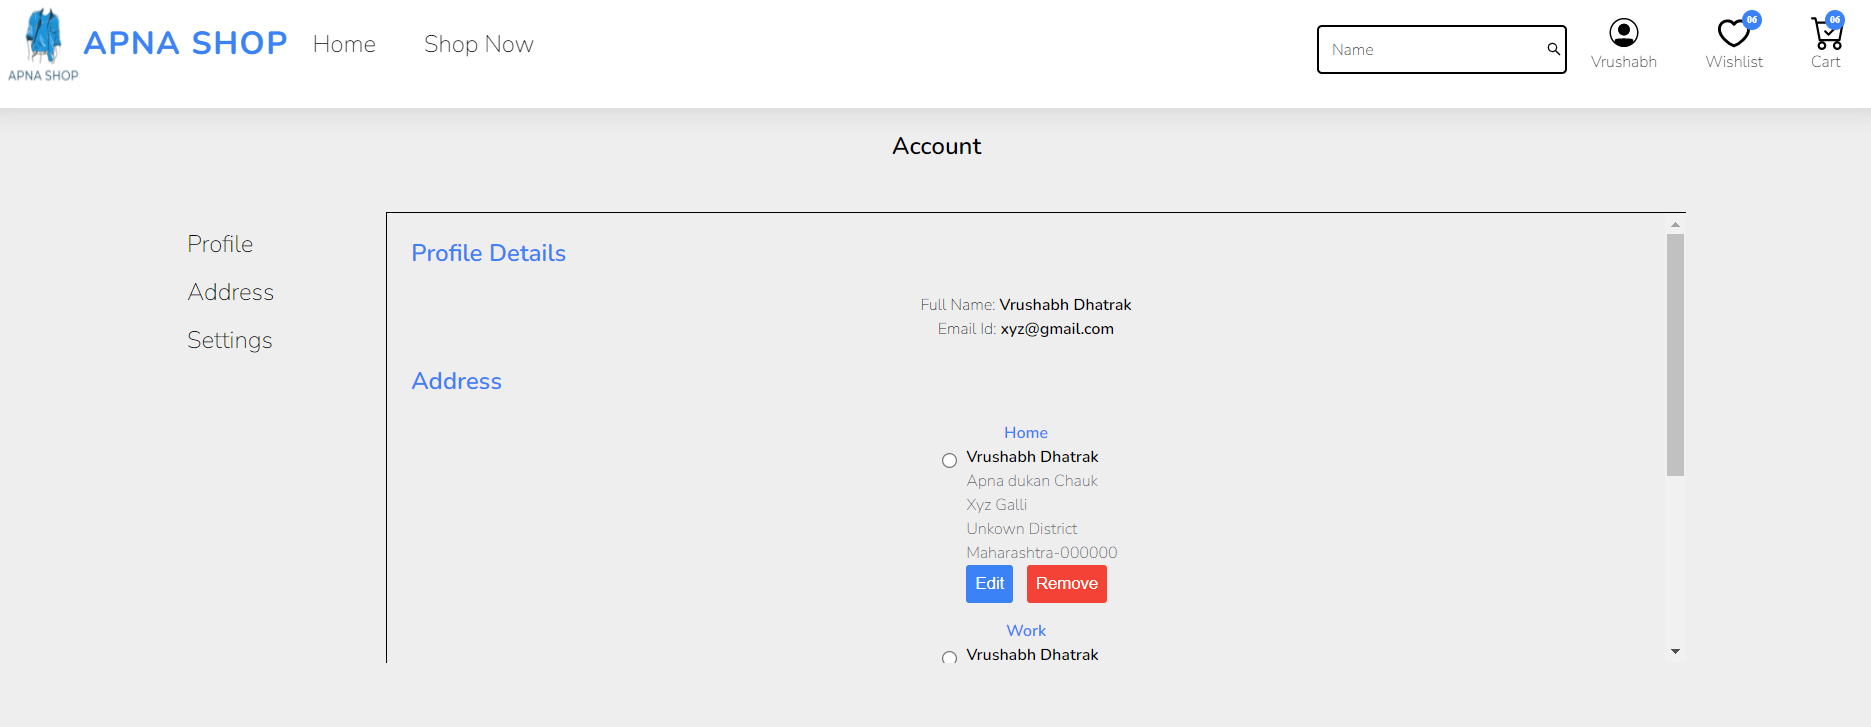 APNA SHOP
APNA SHOP
Home
Shop Now
Name
Vrushabh
06
Wishlist
06
Cart
Account
Profile
Address
Settings
Profile Details
Full Name: Vrushabh Dhatrak
Email Id: xyz@gmail.com
Address
Home
Vrushabh Dhatrak
Apna dukan Chauk
Xyz Galli
Unkown District
Maharashtra-000000
Edit
Remove
Work
Vrushabh Dhatrak